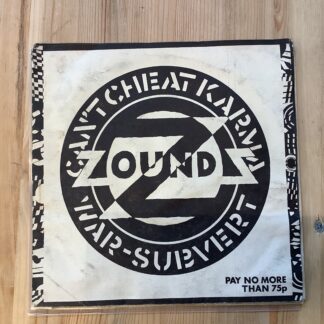 CAN'T CHEAT KARMA
ZOUNDS
WAR-SUBVERT
PAY NO MORE
THAN 75p